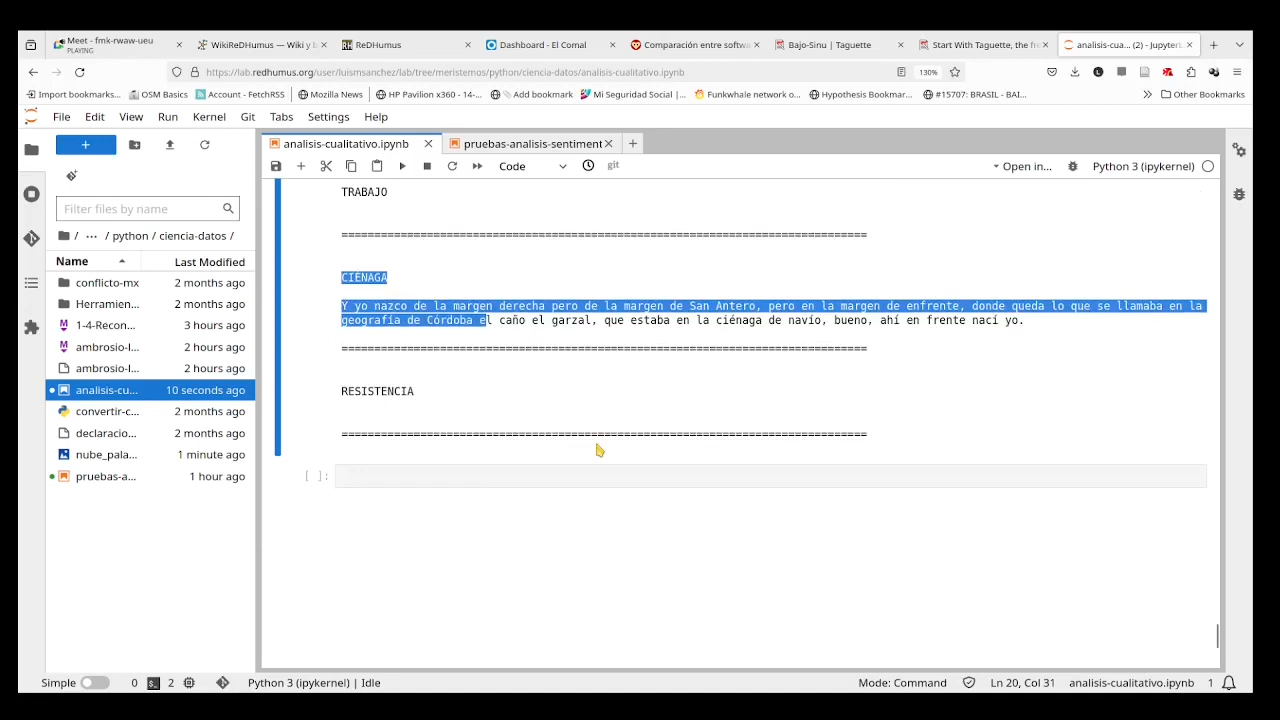 Meet - fmk-rwaw-ueu
PLAYING
WikiReDHumus — Wiki y b
ReDHumus
Dashboard - El Comal
Comparación entre softwa
Bajo-Sinu | Taguette
Start With Taguette, the fre
analysis-cua... (2) - Jupyterl
https://lab.redhumus.org/user/luismsanchez/lab/tree/meristemos/python/ciencia-datos/analisis-cualitativo.ipynb
130%
Import bookmarks...
OSM Basics
Account - FetchRSS
Mozilla News
HP Pavilion x360 - 14-...
Add bookmark
Mi Seguridad Social |...
Funkwhale network o...
Hypothesis Bookmar...
#15707: BRASIL - BAI...
Other Bookmarks
File Edit View Run Kernel Git Tabs Settings Help
analisis-cualitativo.ipynb
pruebas-analysis-sentiment
Code
git
Open in...
Python 3 (ipykernel)
Filter files by name
/ ... / python / ciencia-datos /
Name Last Modified
conflicto-mx 2 months ago
Herramien... 2 months ago
1-4-Recon... 3 hours ago
ambrosio-l... 2 hours ago
ambrosio-l... 2 hours ago
analisis-cu... 10 seconds ago
convertir-c... 2 months ago
declaracio... 2 months ago
nube_pala... 1 minute ago
pruebas-a... 1 hour ago
TRABAJO
================================================================================
CIÉNAGA
Y yo nazco de la margen derecha pero de la margen de San Antero, pero en la margen de enfrente, donde queda lo que se llamaba en la
geografía de Córdoba el caño el garzal, que estaba en la ciénaga de navío, bueno, ahí en frente nací yo.
================================================================================
RESISTENCIA
================================================================================
[ ]:
Simple 0 2 Python 3 (ipykernel) | Idle
Mode: Command
Ln 20, Col 31
analisis-cualitativo.ipynb
1